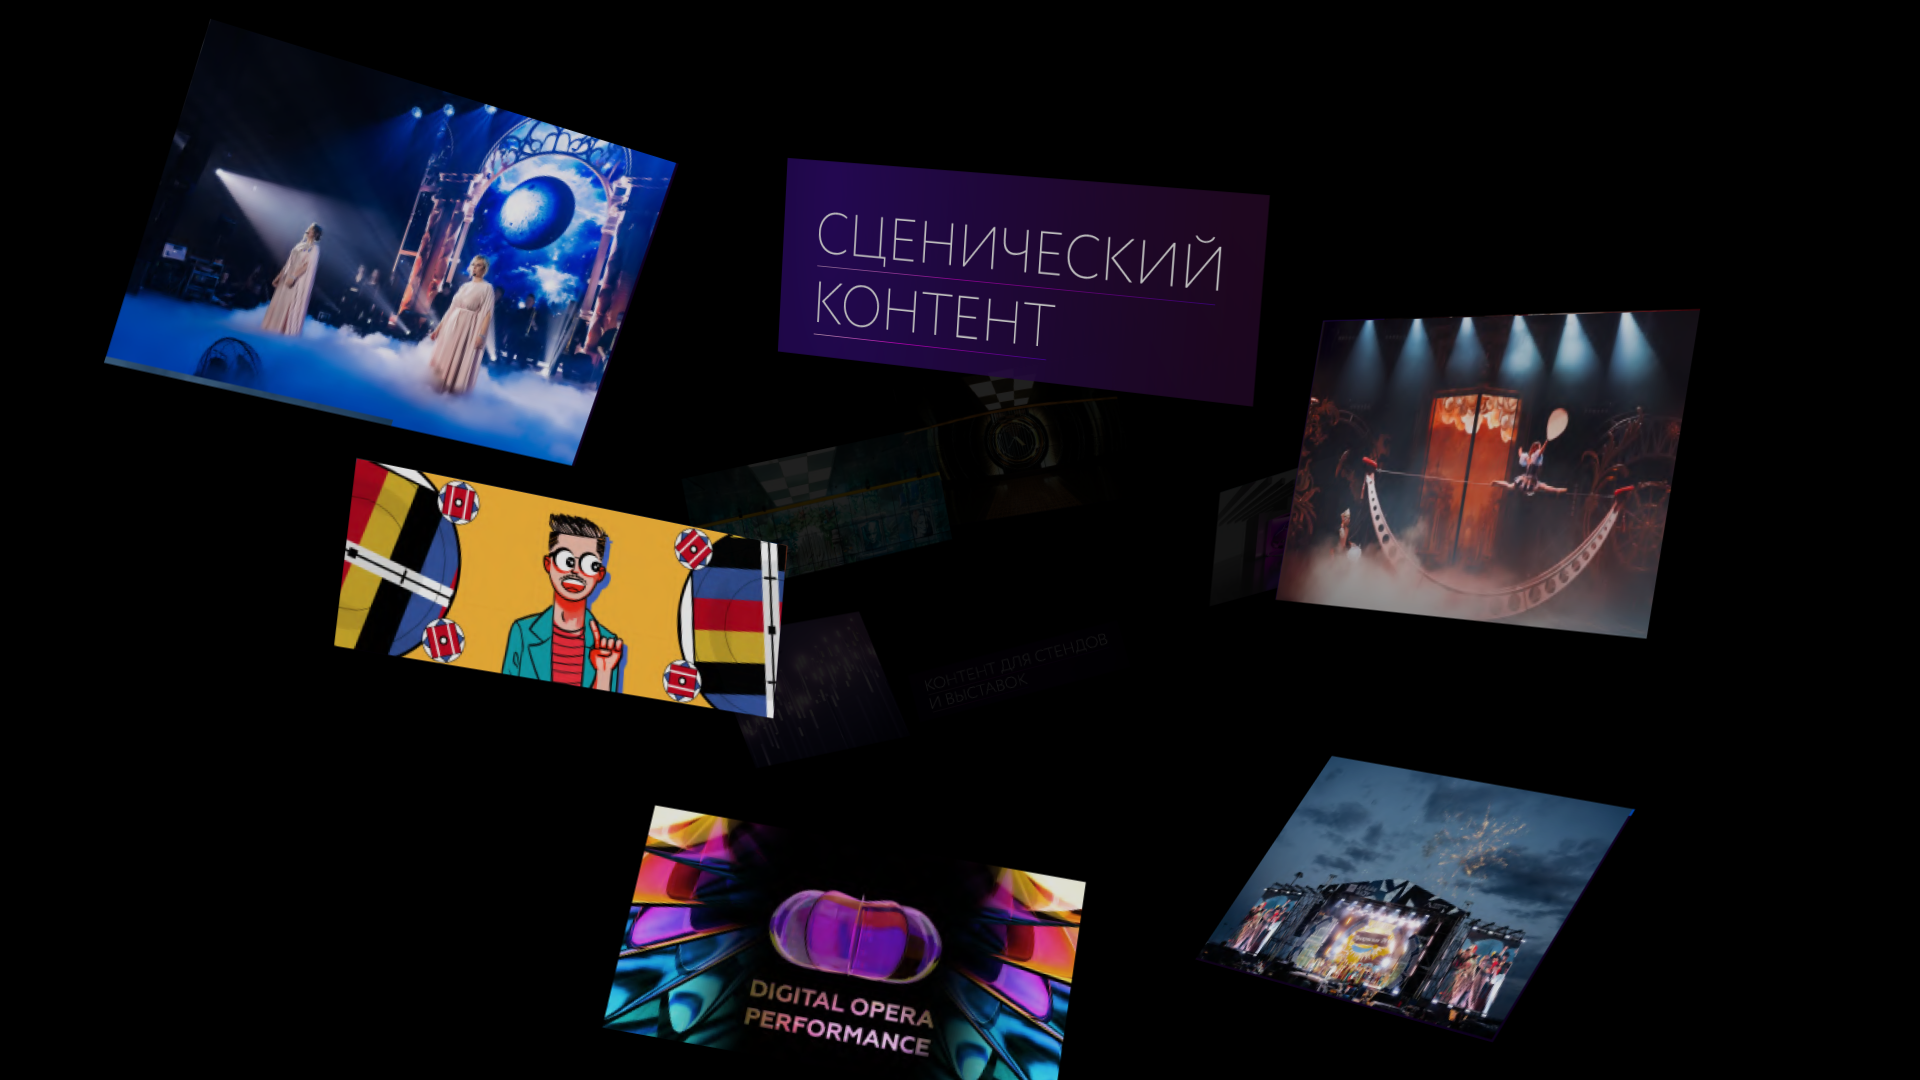 СЦЕНИЧЕСКИЙ
КОНТЕНТ
КОНТЕНТ ДЛЯ СТЕНДОВ
И ВЫСТАВОК
DIGITAL OPERA
PERFORMANCE